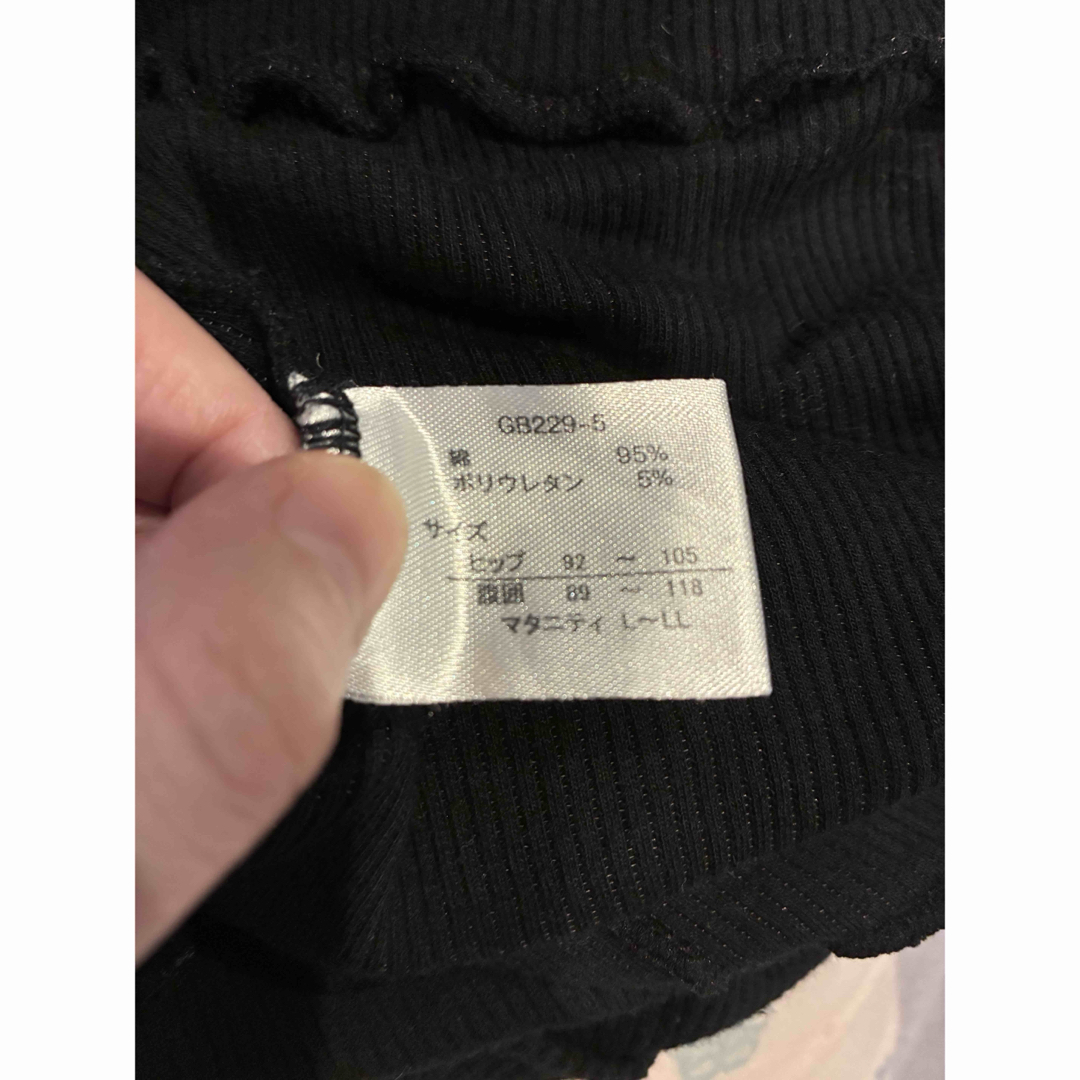 GB229-5
綿 95%
ポリウレタン 5%
サイズ
ヒップ 92 〜 105
腹囲 89 〜 118
マタニティ L〜LL